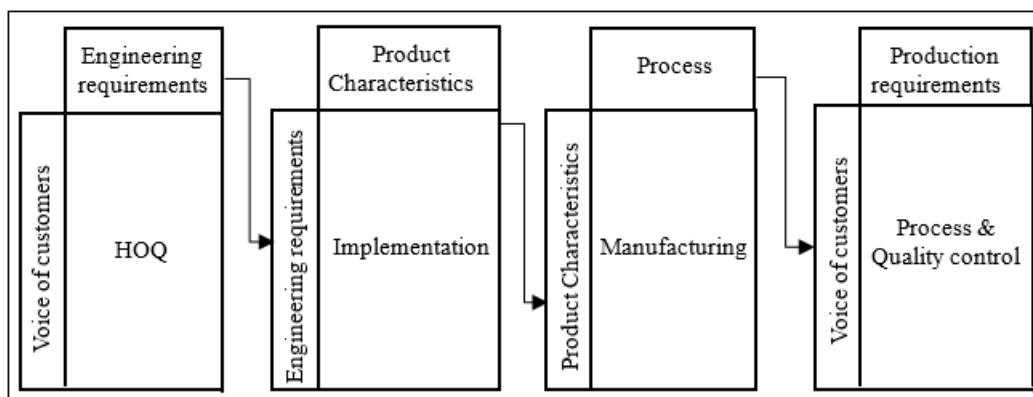 Engineering
requirements
Voice of customers
HOQ
Product
Characteristics
Engineering requirements
Implementation
Process
Product Characteristics
Manufacturing
Production
requirements
Voice of customers
Process &
Quality control